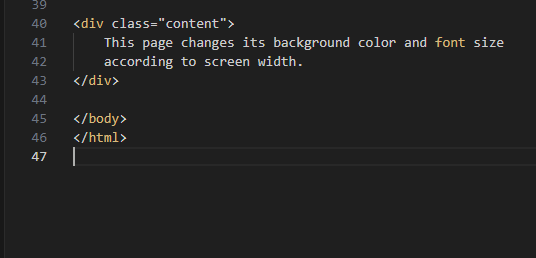 39
40 <div class="content">
41 This page changes its background color and font size
42 according to screen width.
43 </div>
44
45 </body>
46 </html>
47